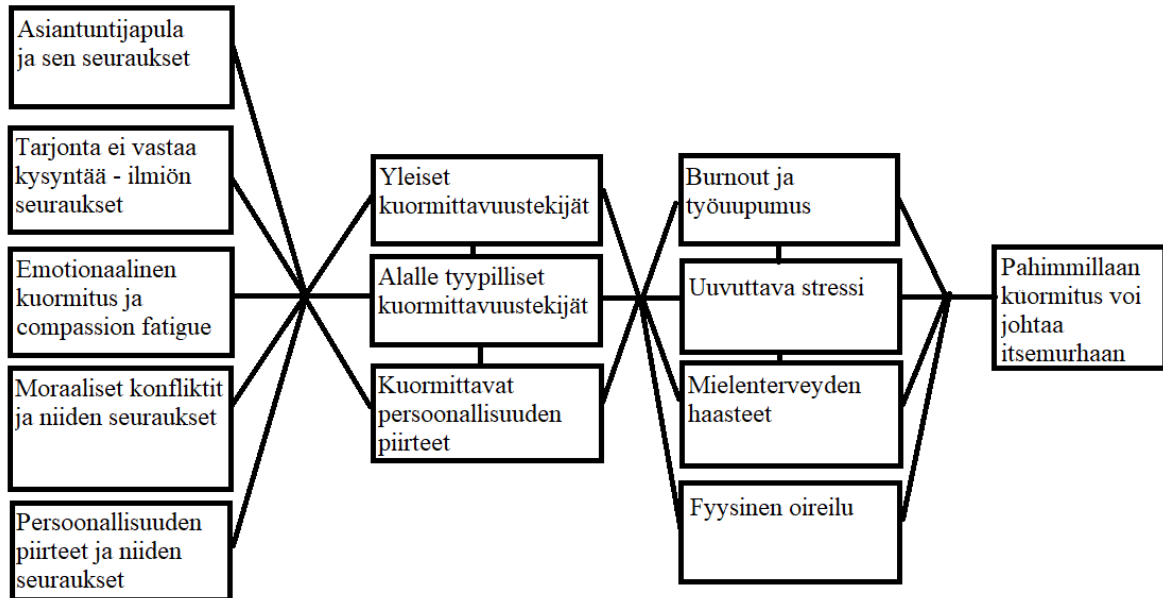 Asiantuntijapula
ja sen seuraukset
Tarjonta ei vastaa
kysyntää - ilmiön
seuraukset
Emotionaalinen
kuormitus ja
compassion fatigue
Moraaliset konfliktit
ja niiden seuraukset
Persoonallisuuden
piirteet ja niiden
seuraukset
Yleiset
kuormittavuustekijät
Alalle tyypilliset
kuormittavuustekijät
Kuormittavat
persoonallisuuden
piirteet
Burnout ja
työuupumus
Uuvuttava stressi
Mielenterveyden
haasteet
Fyysinen oireilu
Pahimmillaan
kuormitus voi
johtaa
itsemurhaan